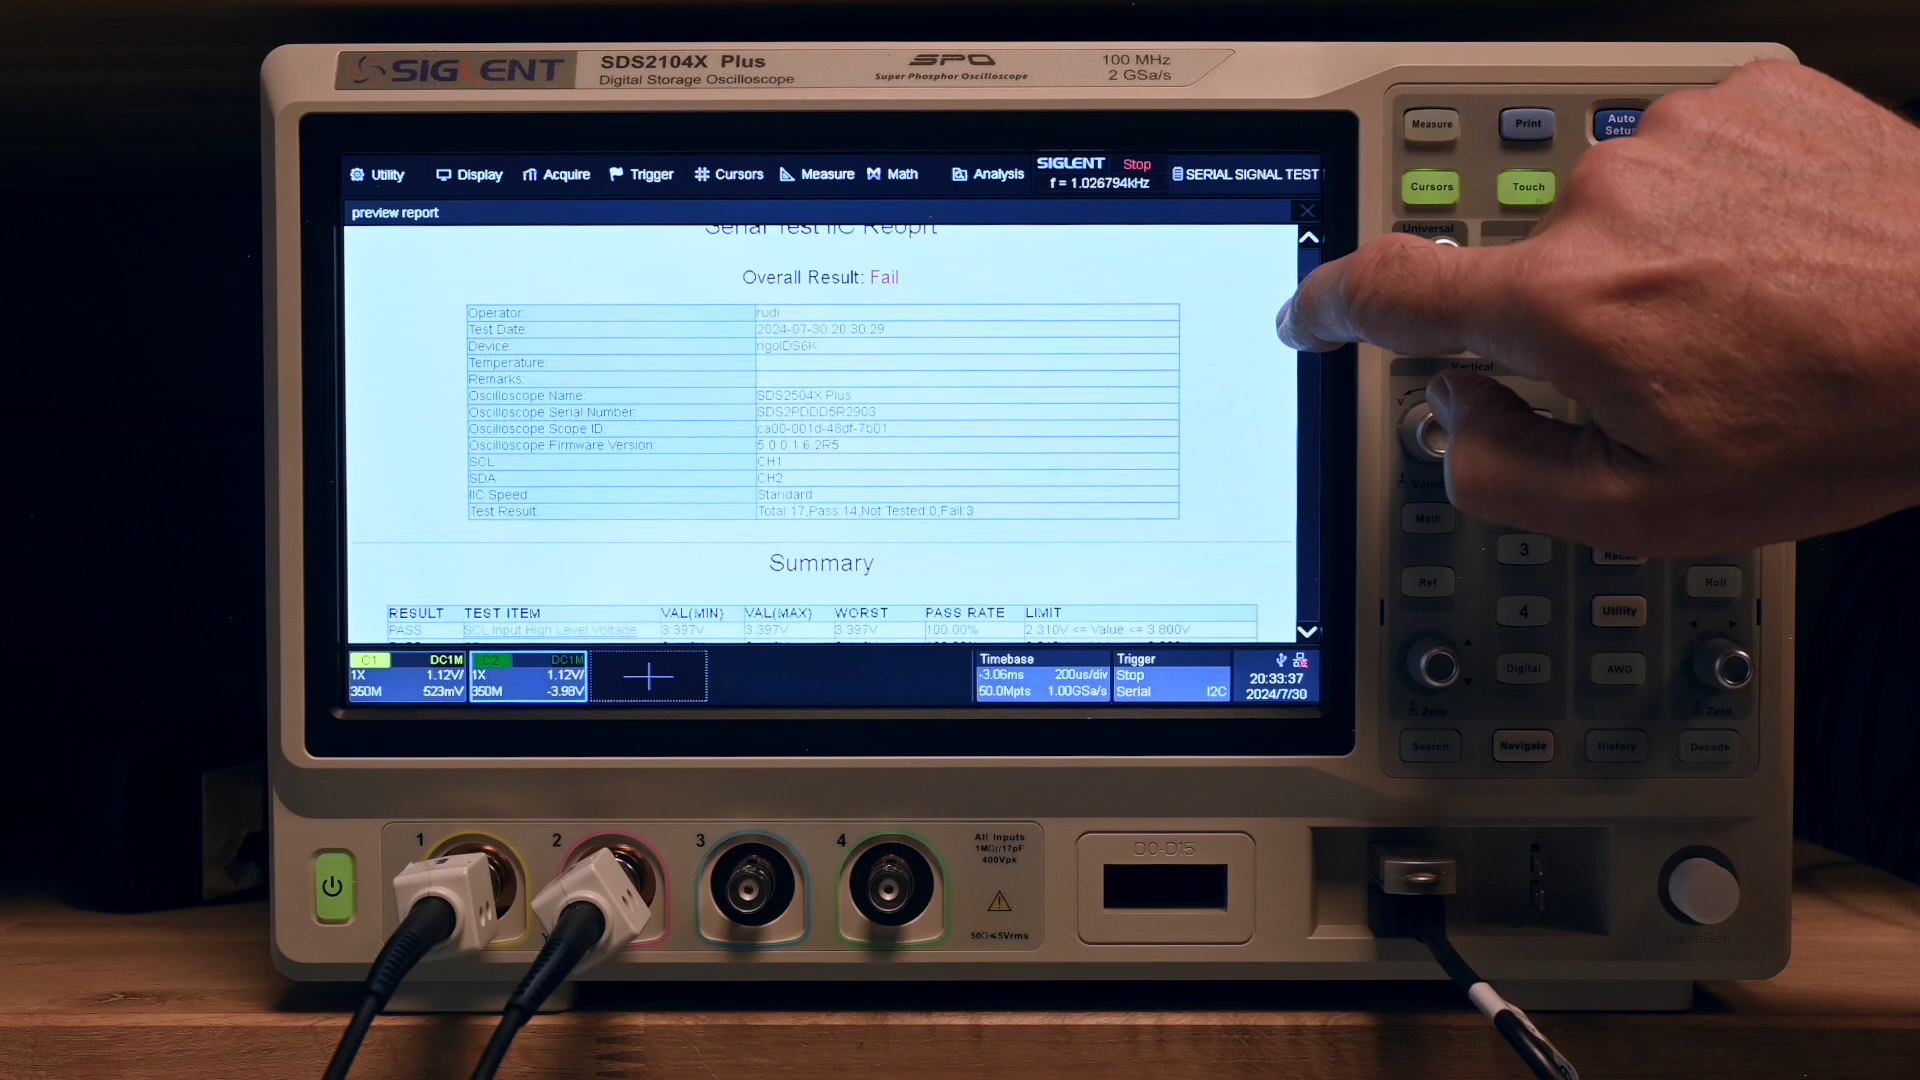 SIGLENT
SDS2104X Plus
Digital Storage Oscilloscope
SPO
Super Phosphor Oscilloscope
100 MHz
2 GSa/s
Measure
Print
Auto
Cursors
Touch
Universal
Utility Display Acquire Trigger Cursors Measure Math Analysis
SIGLENT Stop
f = 1.026794kHz
SERIAL SIGNAL TEST
preview report
Serial Test IIC Reoprt
Overall Result: Fail
Operator: rudi
Test Date: 2024-07-30 20:30:29
Device: rigolDS6K
Temperature:
Remarks:
Oscilloscope Name: SDS2504X Plus
Oscilloscope Serial Number: SDS2PDDD5R2903
Oscilloscope Scope ID: ca00-001d-48df-7b01
Oscilloscope Firmware Version: 5.0.0.1.6.2R5
SCL CH1
SDA CH2
IIC Speed Standard
Test Result: Total:17,Pass:14,Not Tested:0,Fail:3
Summary
RESULT TEST ITEM VAL(MIN) VAL(MAX) WORST PASS RATE LIMIT
PASS SCL Input High Level Voltage 3.397V 3.397V 3.397V 100.00% 2.310V <= Value <= 3.800V
C1 DC1M
1X 1.12V/
350M 523mV
C2 DC1M
1X 1.12V/
350M -3.98V
Timebase
-3.06ms 200us/div
50.0Mpts 1.00GSa/s
Trigger
Stop
Serial I2C
20:33:37
2024/7/30
Vertical
Math
3
Ref
Roll
4
Utility
Digital
AWG
Zero
Zero
Search
Navigate
History
Decode
1
2
3
4
All Inputs
1MΩ//17pF
400Vpk
50Ω≤5Vrms
D0-D15
WaveGen